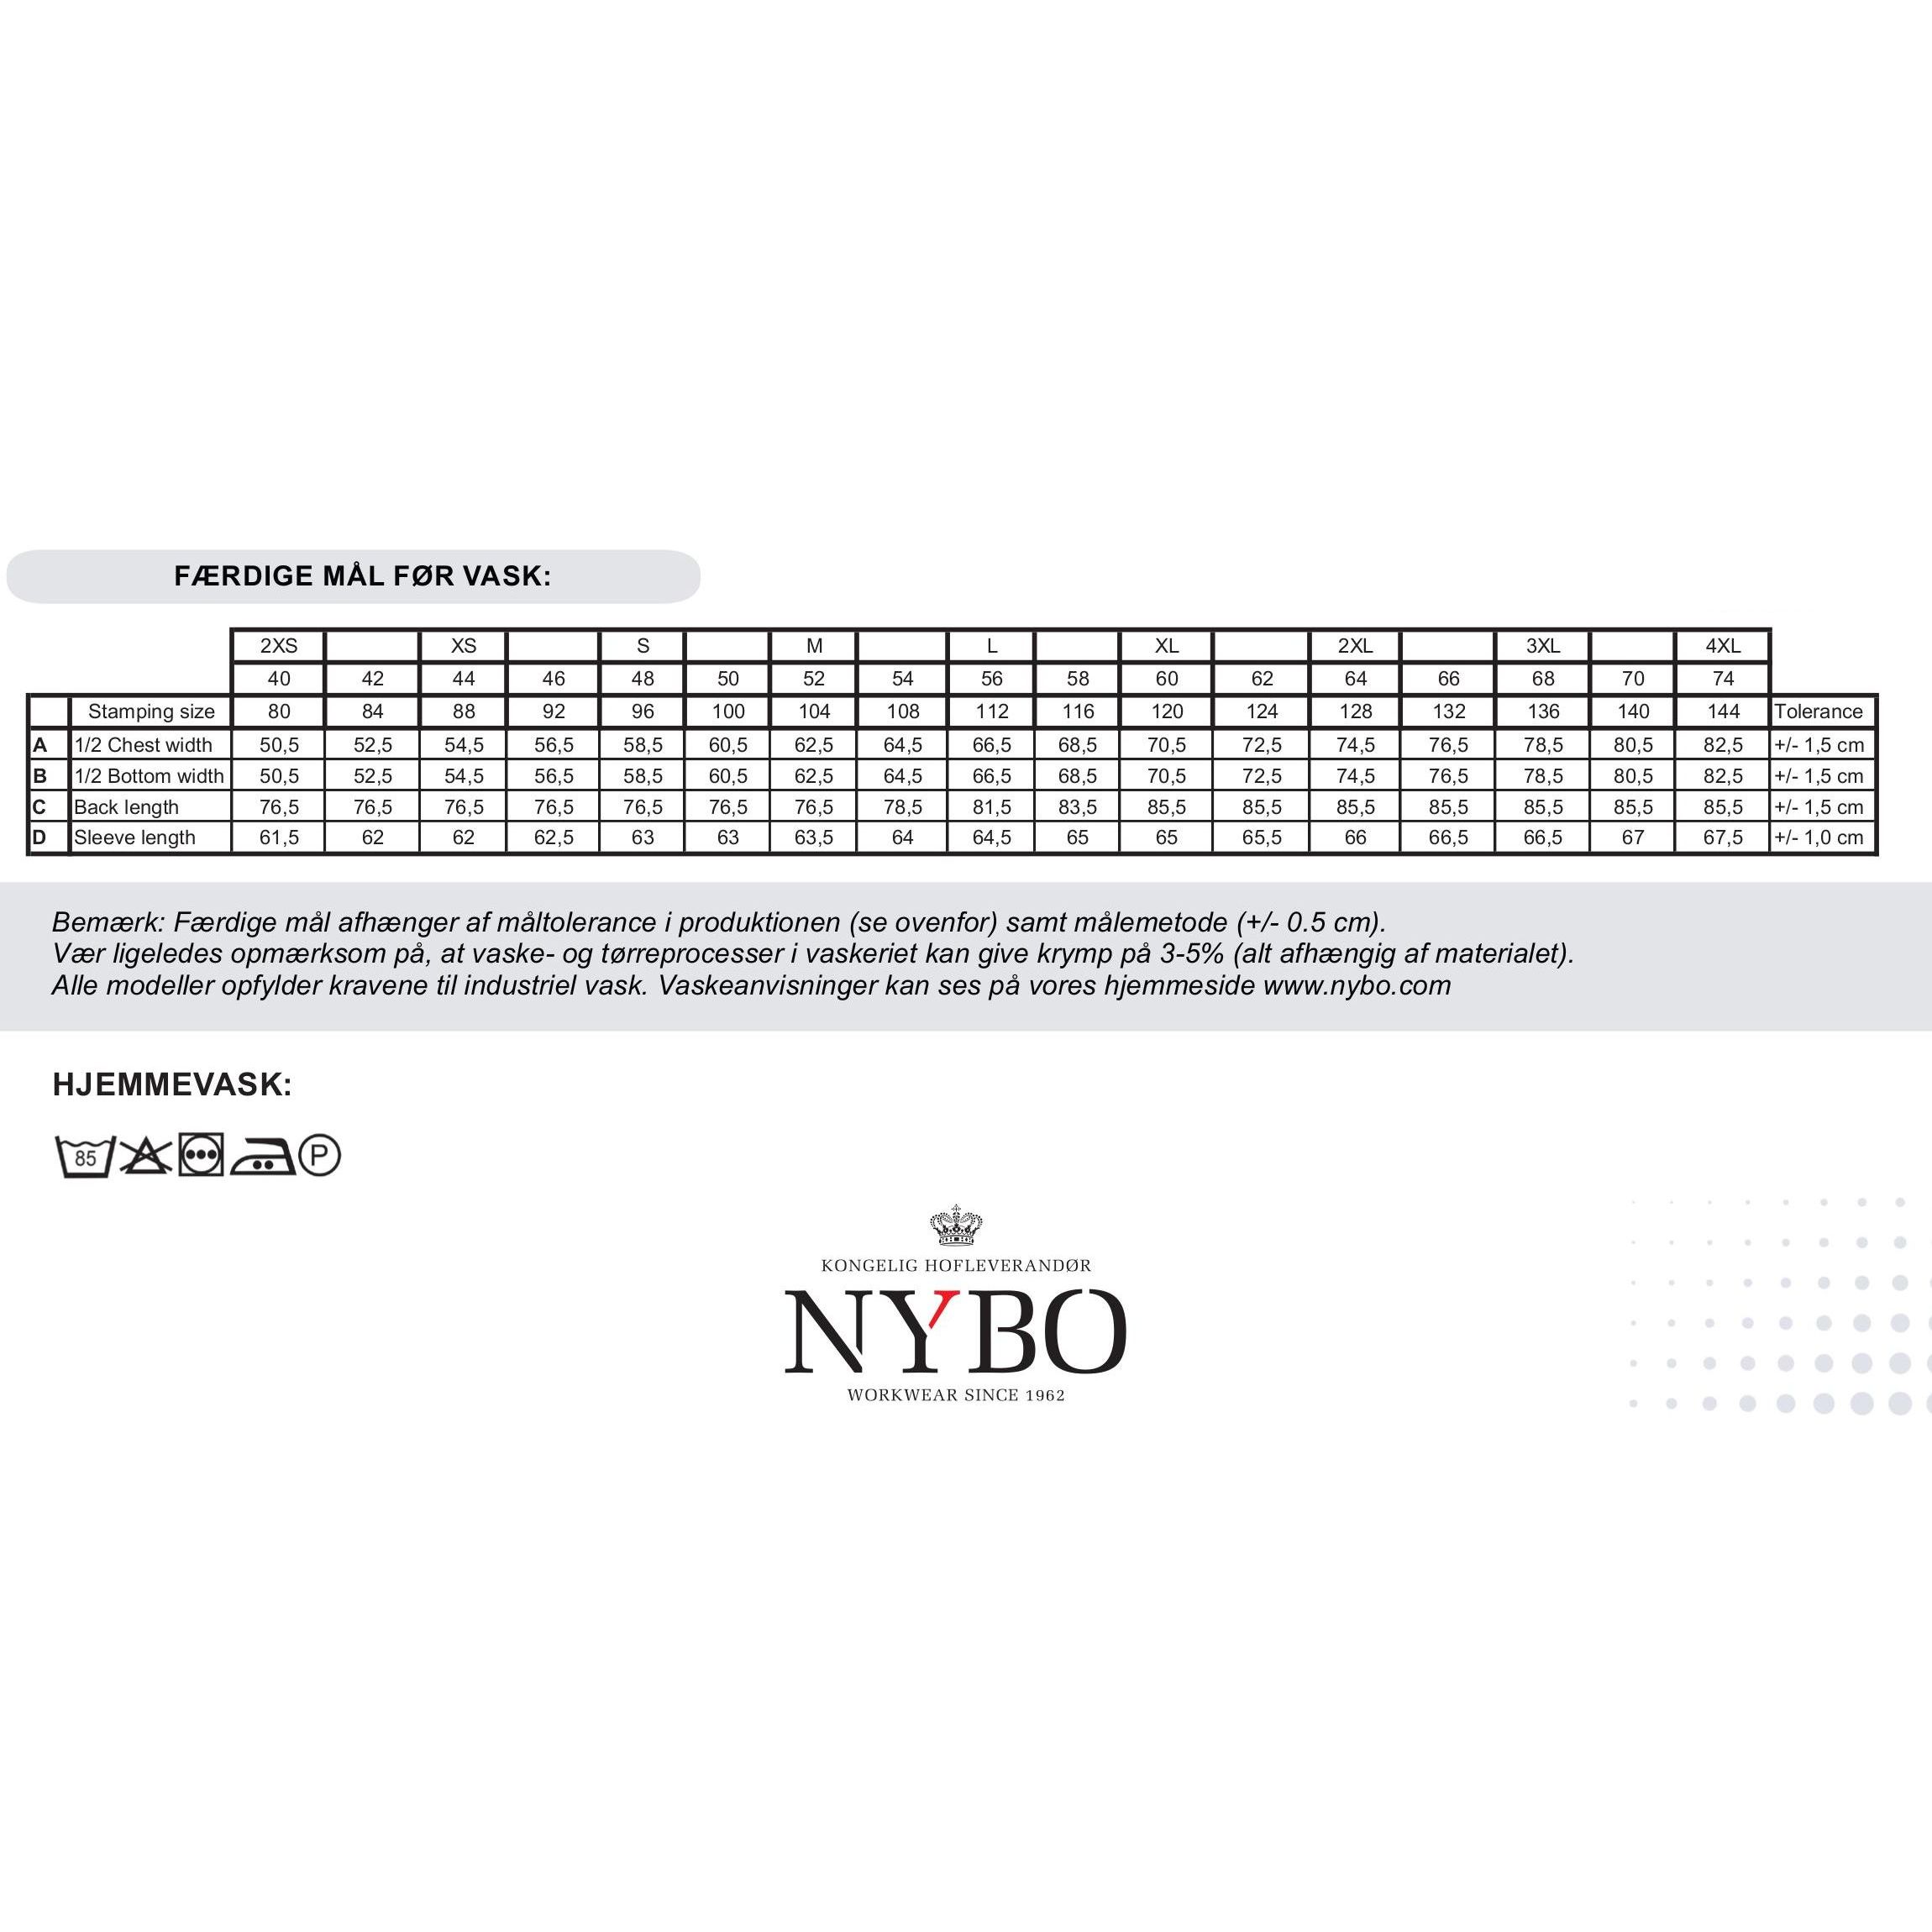 FÆRDIGE MÅL FØR VASK:
2XS XS S M L XL 2XL 3XL 4XL
40 42 44 46 48 50 52 54 56 58 60 62 64 66 68 70 74
Stamping size 80 84 88 92 96 100 104 108 112 116 120 124 128 132 136 140 144 Tolerance
A 1/2 Chest width 50,5 52,5 54,5 56,5 58,5 60,5 62,5 64,5 66,5 68,5 70,5 72,5 74,5 76,5 78,5 80,5 82,5 +/- 1,5 cm
B 1/2 Bottom width 50,5 52,5 54,5 56,5 58,5 60,5 62,5 64,5 66,5 68,5 70,5 72,5 74,5 76,5 78,5 80,5 82,5 +/- 1,5 cm
C Back length 76,5 76,5 76,5 76,5 76,5 76,5 76,5 78,5 81,5 83,5 85,5 85,5 85,5 85,5 85,5 85,5 85,5 +/- 1,5 cm
D Sleeve length 61,5 62 62 62,5 63 63 63,5 64 64,5 65 65 65,5 66 66,5 66,5 67 67,5 +/- 1,0 cm
Bemærk: Færdige mål afhænger af måltolerance i produktionen (se ovenfor) samt målemetode (+/- 0.5 cm).
Vær ligeledes opmærksom på, at vaske- og tørreprocesser i vaskeriet kan give krymp på 3-5% (alt afhængig af materialet).
Alle modeller opfylder kravene til industriel vask. Vaskeanvisninger kan ses på vores hjemmeside www.nybo.com
HJEMMEVASK:
85 P
KONGELIG HOFLEVERANDØR
NYBO
WORKWEAR SINCE 1962